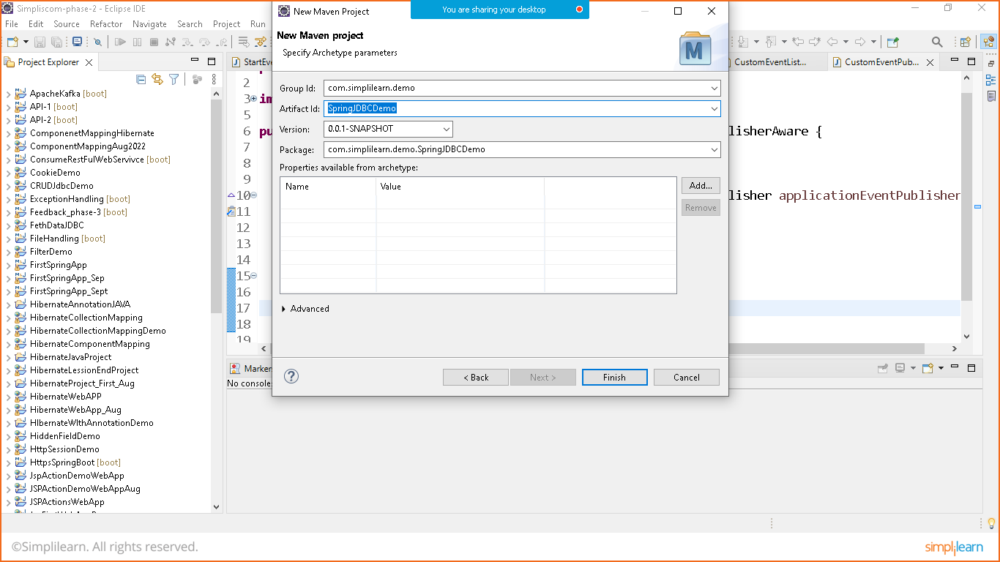 Simpliscom-phase-2 - Eclipse IDE
File Edit Source Refactor Navigate Search Project Run
Project Explorer
ApacheKafka [boot]
API-1 [boot]
API-2 [boot]
ComponenetMappingHibernate
ComponentMappingAug2022
ConsumeRestFulWebServivce [boot]
CookieDemo
CRUDJdbcDemo
ExceptionHandling [boot]
Feedback_phase-3 [boot]
FethDataJDBC
FileHandling [boot]
FilterDemo
FirstSpringApp
FirstSpringApp_Sep
FirstSpringApp_Sept
HibernateAnnotationJAVA
HibernateCollectionMapping
HibernateCollectionMappingDemo
HibernateComponentMapping
HibernateJavaProject
HibernateLessionEndProject
HibernateProject_First_Aug
HibernateWebAPP
HibernateWebApp_Aug
HIbernateWIthAnnotationDemo
HiddenFieldDemo
HttpSessionDemo
HttpsSpringBoot [boot]
JspActionDemoWebApp
JSPActionDemoWebAppAug
JSPActionsWebApp
You are sharing your desktop
New Maven Project
New Maven project
Specify Archetype parameters
M
Group Id: com.simplilearn.demo
Artifact Id: SpringJDBCDemo
Version: 0.0.1-SNAPSHOT
Package: com.simplilearn.demo.SpringJDBCDemo
Properties available from archetype:
Name Value
Add...
Remove
Advanced
< Back Next > Finish Cancel
StartEve
CustomEventList...
CustomEventPub...
2
3 im
5
6 pu lisherAware {
7
8
9
10 lisher applicationEventPublisher
11
12
13
14
15
16
17
18
19
Marker
No console
©Simplilearn. All rights reserved.
simplilearn